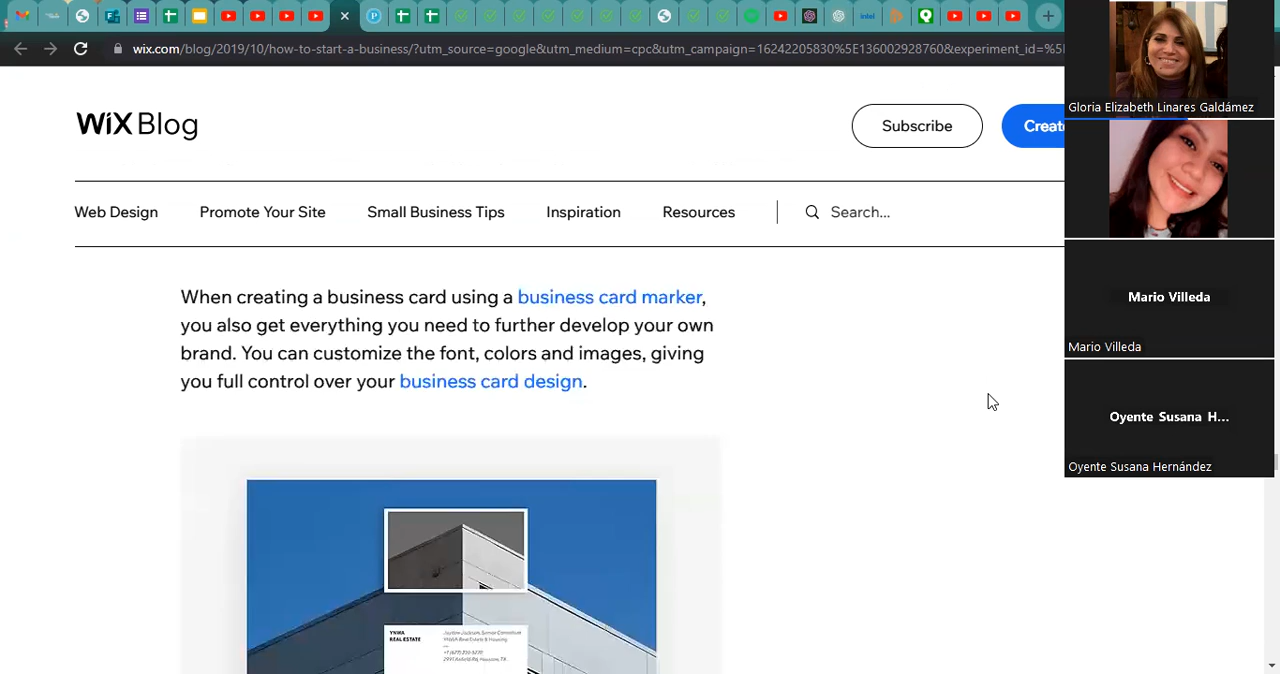 wix.com/blog/2019/10/how-to-start-a-business/?utm_source=google&utm_medium=cpc&utm_campaign=16242205830%5E136002928760&experiment_id=%5
WiX Blog
Subscribe
Create
Web Design
Promote Your Site
Small Business Tips
Inspiration
Resources
Search...
When creating a business card using a business card marker,
you also get everything you need to further develop your own
brand. You can customize the font, colors and images, giving
you full control over your business card design.
YNWA
REAL ESTATE
Gloria Elizabeth Linares Galdámez
Mario Villeda
Mario Villeda
Oyente Susana H...
Oyente Susana Hernández